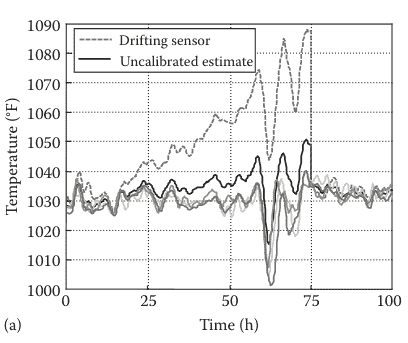 1090
1080
1070
1060
1050
1040
1030
1020
1010
1000
Temperature (°F)
Drifting sensor
Uncalibrated estimate
0 25 50 75 100
(a) Time (h)